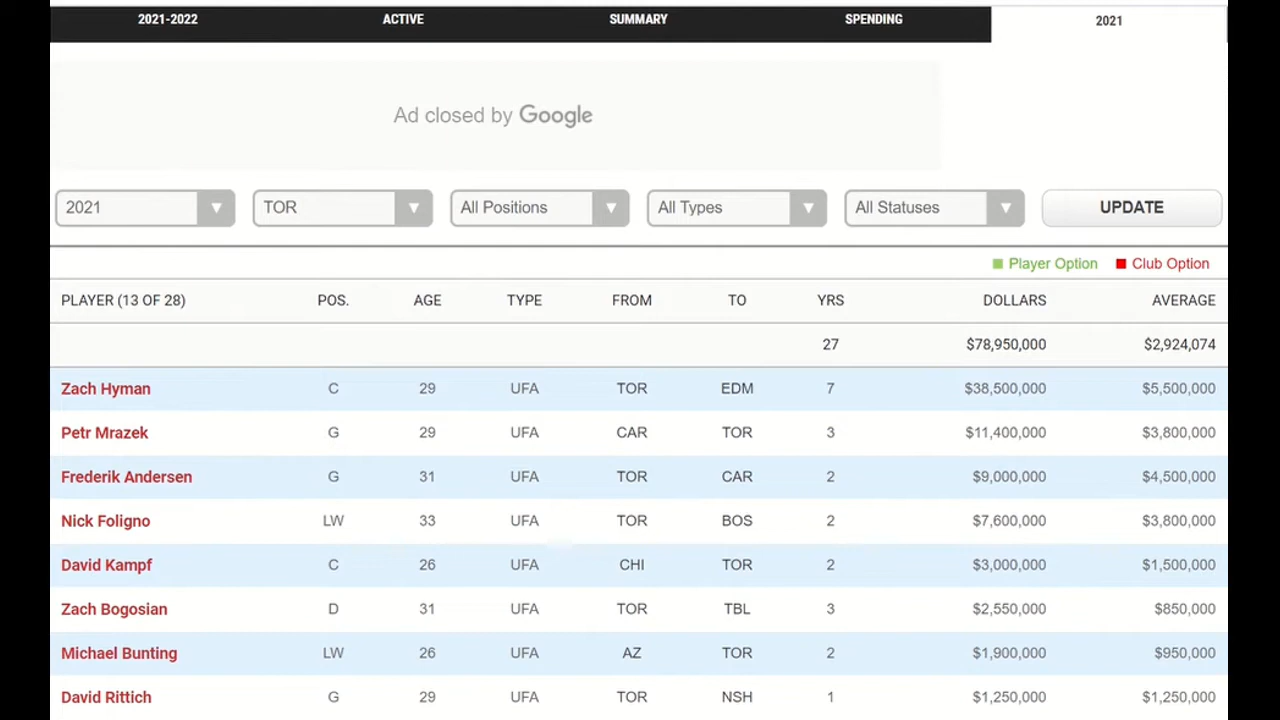 2021-2022 ACTIVE SUMMARY SPENDING 2021
Ad closed by Google
2021 TOR All Positions All Types All Statuses UPDATE
Player Option Club Option
PLAYER (13 OF 28) POS. AGE TYPE FROM TO YRS DOLLARS AVERAGE
27 $78,950,000 $2,924,074
Zach Hyman C 29 UFA TOR EDM 7 $38,500,000 $5,500,000
Petr Mrazek G 29 UFA CAR TOR 3 $11,400,000 $3,800,000
Frederik Andersen G 31 UFA TOR CAR 2 $9,000,000 $4,500,000
Nick Foligno LW 33 UFA TOR BOS 2 $7,600,000 $3,800,000
David Kampf C 26 UFA CHI TOR 2 $3,000,000 $1,500,000
Zach Bogosian D 31 UFA TOR TBL 3 $2,550,000 $850,000
Michael Bunting LW 26 UFA AZ TOR 2 $1,900,000 $950,000
David Rittich G 29 UFA TOR NSH 1 $1,250,000 $1,250,000